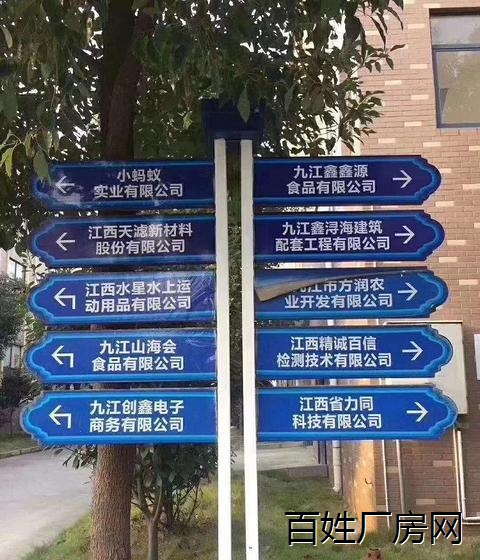 小蚂蚁
实业有限公司
江西天滤新材料
股份有限公司
江西水星水上运
动用品有限公司
九江山海会
食品有限公司
九江创鑫电子
商务有限公司
九江鑫鑫源
食品有限公司
九江鑫浔海建筑
配套工程有限公司
九江市方润农
业开发有限公司
江西精诚百信
检测技术有限公司
江西省力同
科技有限公司
百姓厂房网